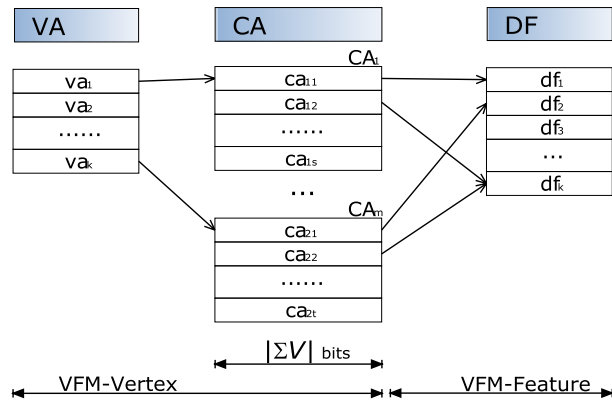 VA
CA
DF
va₁
va₂
......
vaₖ
CA₁
ca₁₁
ca₁₂
......
ca₁ₛ
...
CAₘ
ca₂₁
ca₂₂
......
ca₂ₜ
df₁
df₂
df₃
...
dfₖ
|ΣV| bits
VFM-Vertex
VFM-Feature